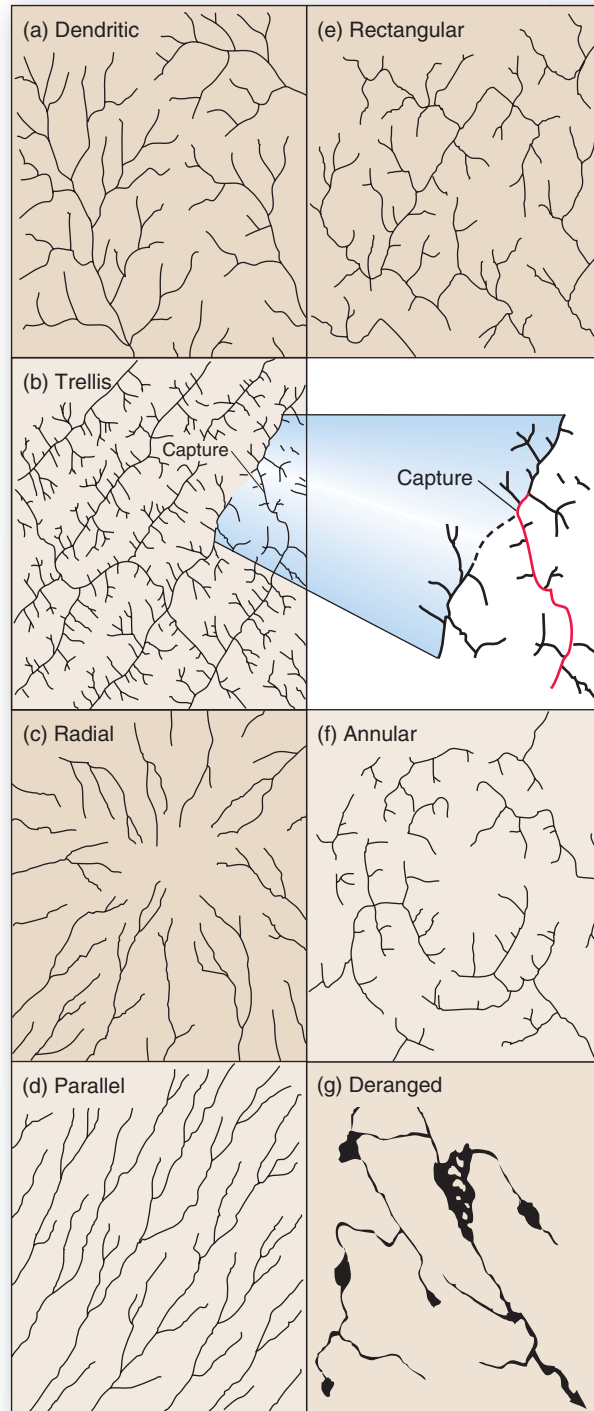 (a) Dendritic
(e) Rectangular
(b) Trellis
Capture
Capture
(c) Radial
(f) Annular
(d) Parallel
(g) Deranged